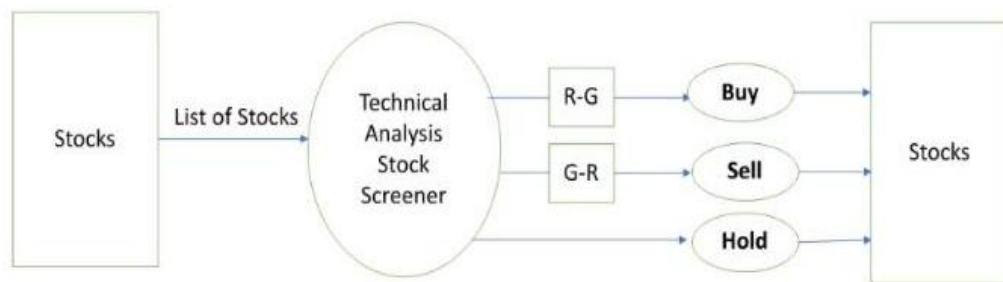 Stocks
List of Stocks
Technical
Analysis
Stock
Screener
R-G
Buy
G-R
Sell
Hold
Stocks